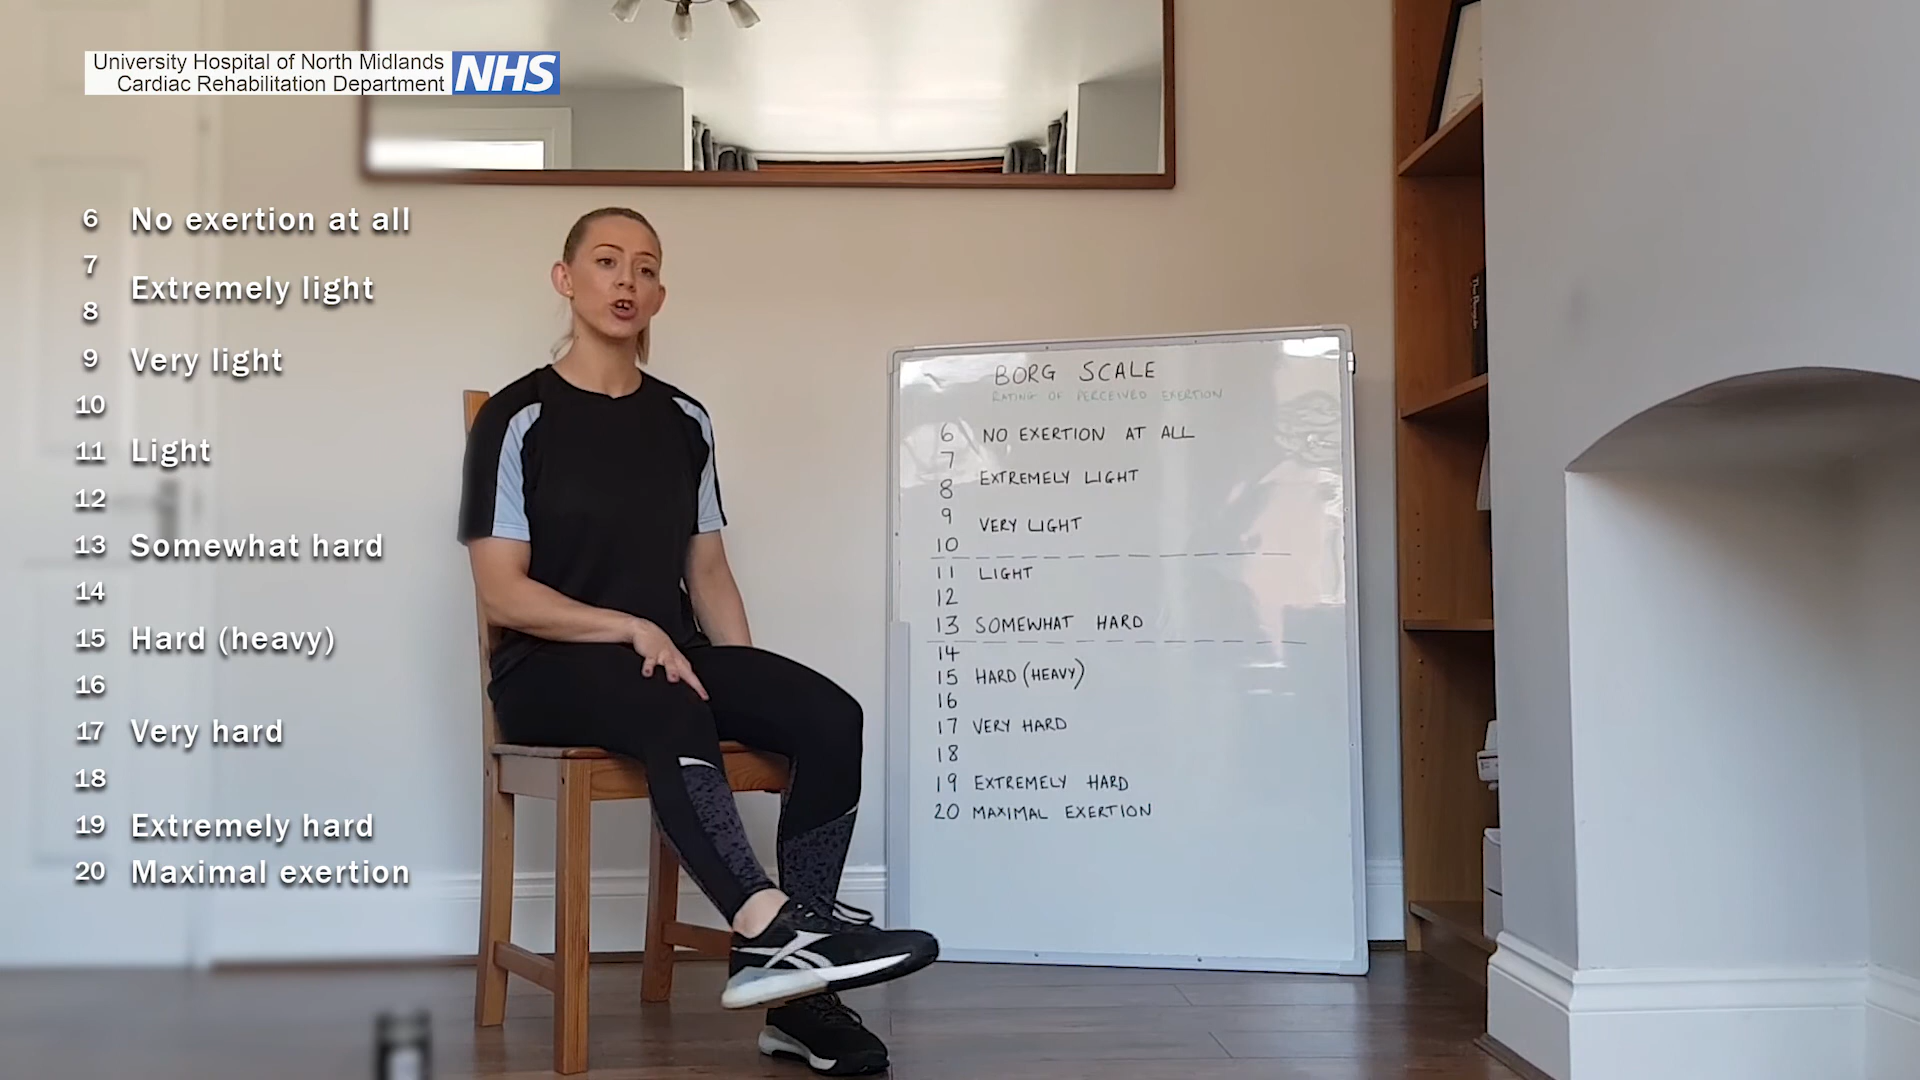 University Hospital of North Midlands
Cardiac Rehabilitation Department
NHS
6 No exertion at all
7
Extremely light
8
9 Very light
10
11 Light
12
13 Somewhat hard
14
15 Hard (heavy)
16
17 Very hard
18
19 Extremely hard
20 Maximal exertion
BORG SCALE
RATING OF PERCEIVED EXERTION
6 NO EXERTION AT ALL
7
EXTREMELY LIGHT
8
9 VERY LIGHT
10
11 LIGHT
12
13 SOMEWHAT HARD
14
15 HARD (HEAVY)
16
17 VERY HARD
18
19 EXTREMELY HARD
20 MAXIMAL EXERTION